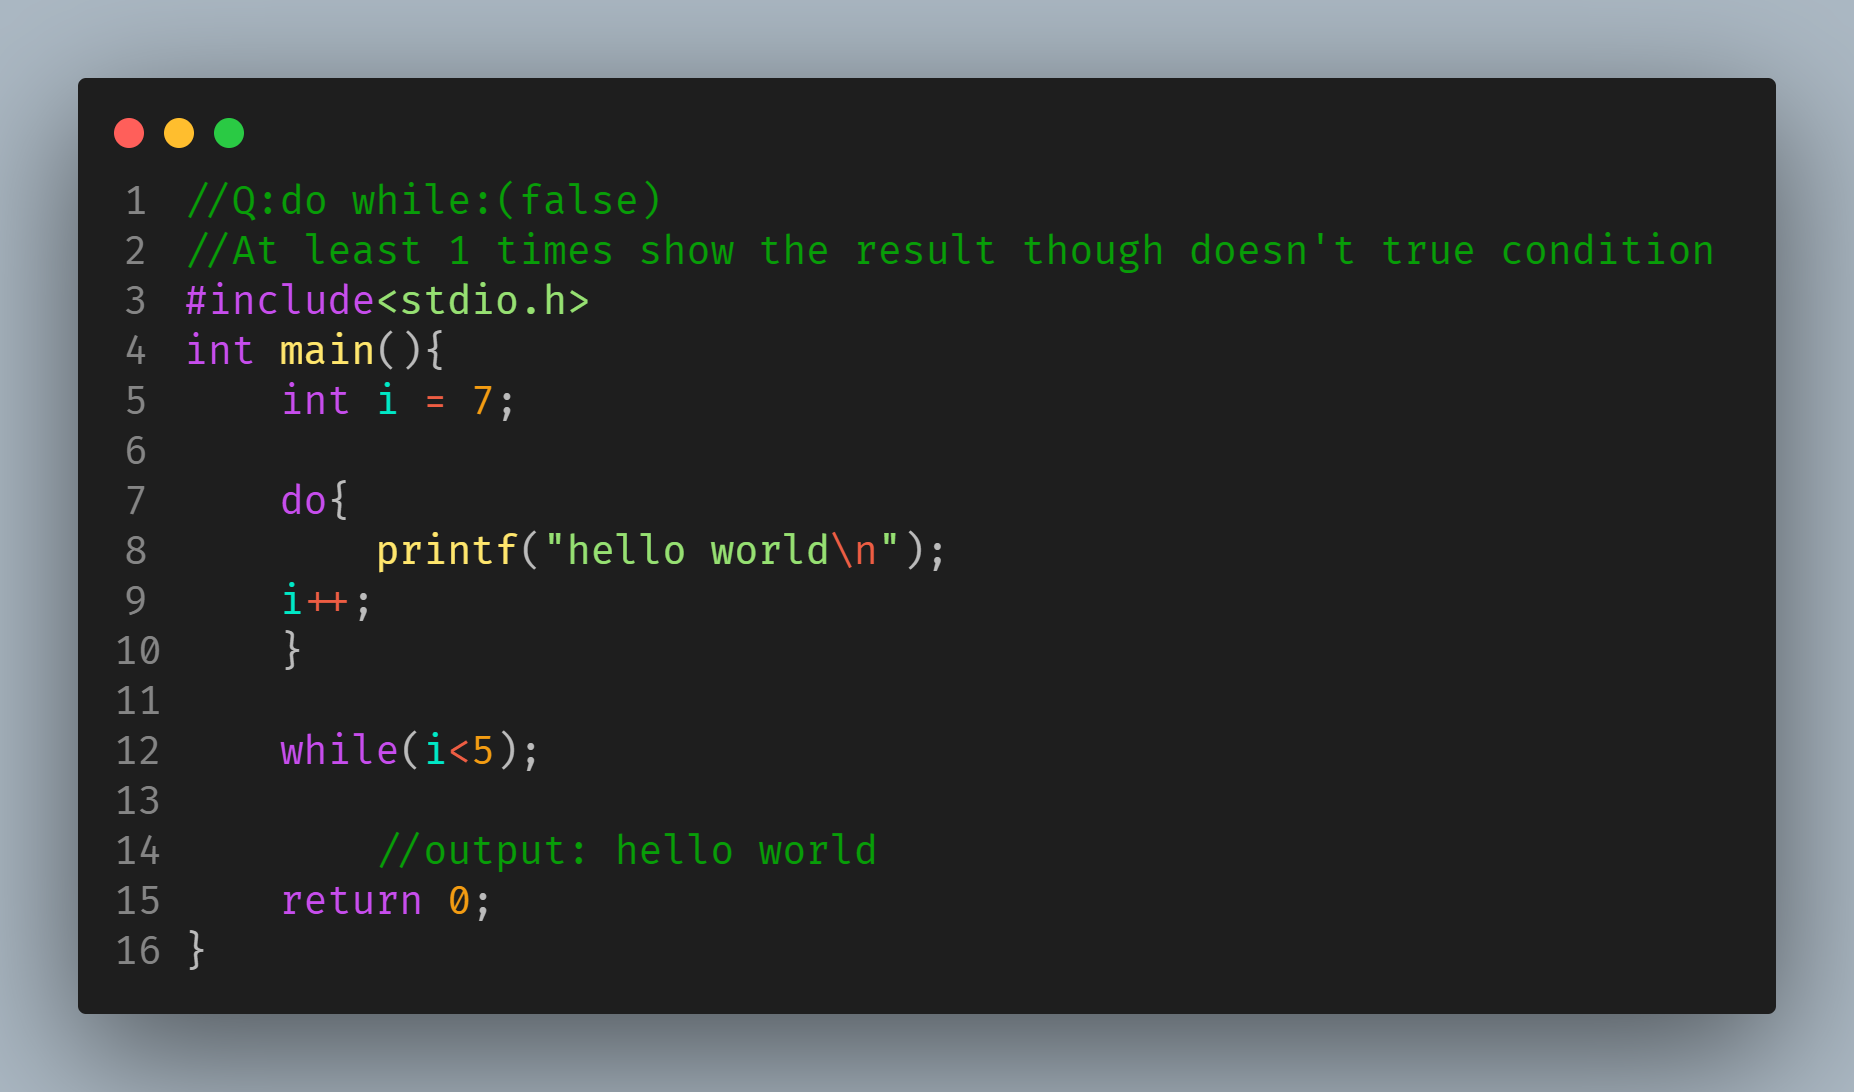 1 //Q:do while:(false)
2 //At least 1 times show the result though doesn't true condition
3 #include<stdio.h>
4 int main(){
5     int i = 7;
6
7     do{
8         printf("hello world\n");
9     i++;
10     }
11
12     while(i<5);
13
14         //output: hello world
15     return 0;
16 }